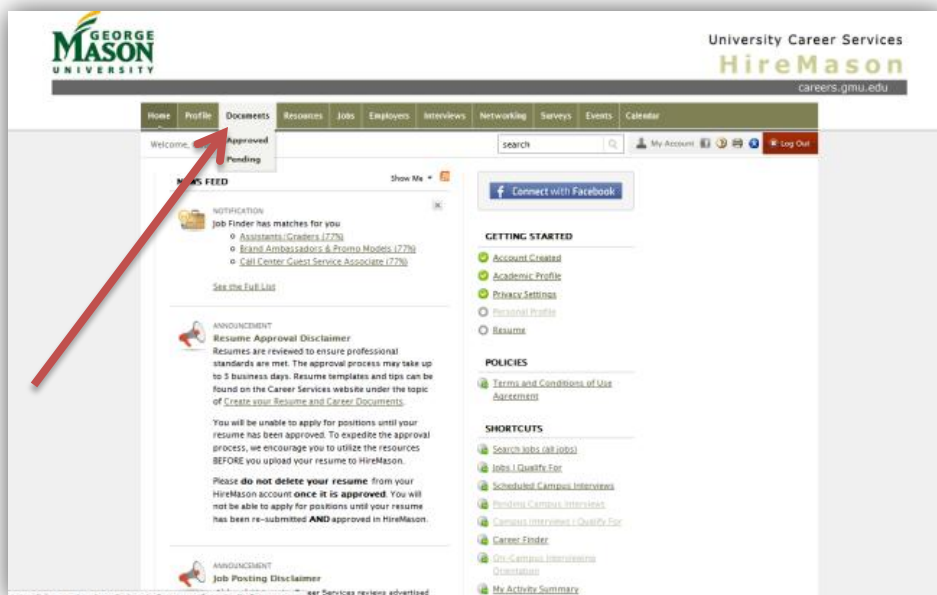 GEORGE
MASON
UNIVERSITY
University Career Services
HireMason
careers.gmu.edu
Home Profile Documents Resources Jobs Employers Interviews Networking Surveys Events Calendar
Welcome,
Approved
Pending
search
My Account
Log Out
NEWS FEED
Show Me
NOTIFICATION
Job Finder has matches for you
Assistants/Graders (77%)
Brand Ambassadors & Promo Models (77%)
Call Center Guest Service Associate (77%)
See the Full List
ANNOUNCEMENT
Resume Approval Disclaimer
Resumes are reviewed to ensure professional
standards are met. The approval process may take up
to 5 business days. Resume templates and tips can be
found on the Career Services website under the topic
of Create your Resume and Career Documents.
You will be unable to apply for positions until your
resume has been approved. To expedite the approval
process, we encourage you to utilize the resources
BEFORE you upload your resume to HireMason.
Please do not delete your resume from your
HireMason account once it is approved. You will
not be able to apply for positions until your resume
has been re-submitted AND approved in HireMason.
ANNOUNCEMENT
Job Posting Disclaimer
Career Services reviews advertised
Connect with Facebook
GETTING STARTED
Account Created
Academic Profile
Privacy Settings
Personal Profile
Resume
POLICIES
Terms and Conditions of Use
Agreement
SHORTCUTS
Search Jobs (all jobs)
Jobs I Qualify For
Scheduled Campus Interviews
Pending Campus Interviews
Campus Interviews I Qualify For
Career Finder
On-Campus Interviewing
Orientation
My Activity Summary